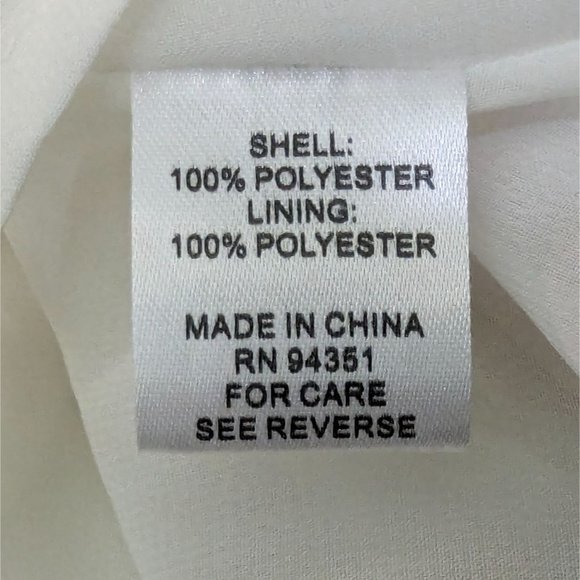 SHELL:
100% POLYESTER
LINING:
100% POLYESTER
MADE IN CHINA
RN 94351
FOR CARE
SEE REVERSE